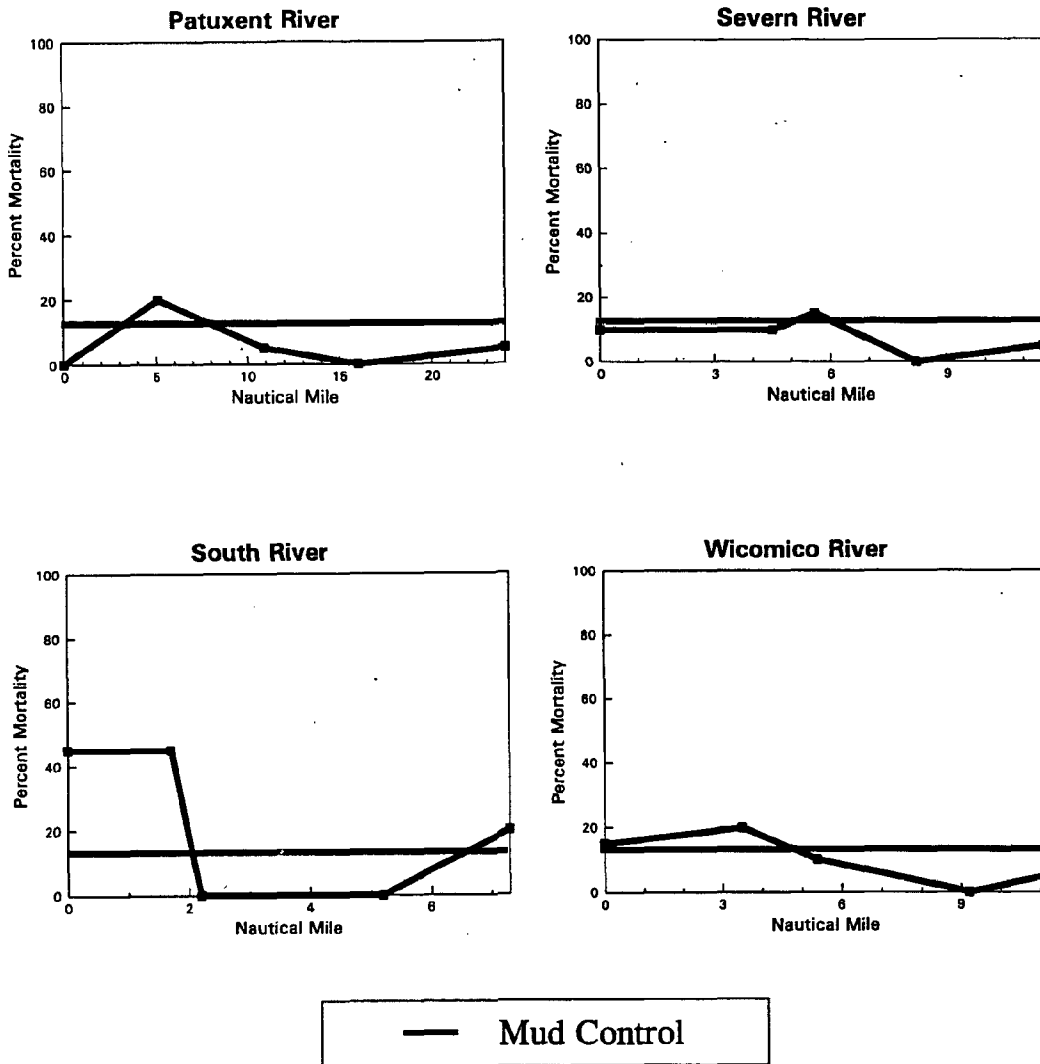 Patuxent River
Percent Mortality
100
80
60
40
20
0
0 5 10 15 20
Nautical Mile
Severn River
Percent Mortality
100
80
60
40
20
0
0 3 6 9
Nautical Mile
South River
Percent Mortality
100
80
60
40
20
0
0 2 4 6
Nautical Mile
Wicomico River
Percent Mortality
100
80
60
40
20
0
0 3 6 9
Nautical Mile
Mud Control